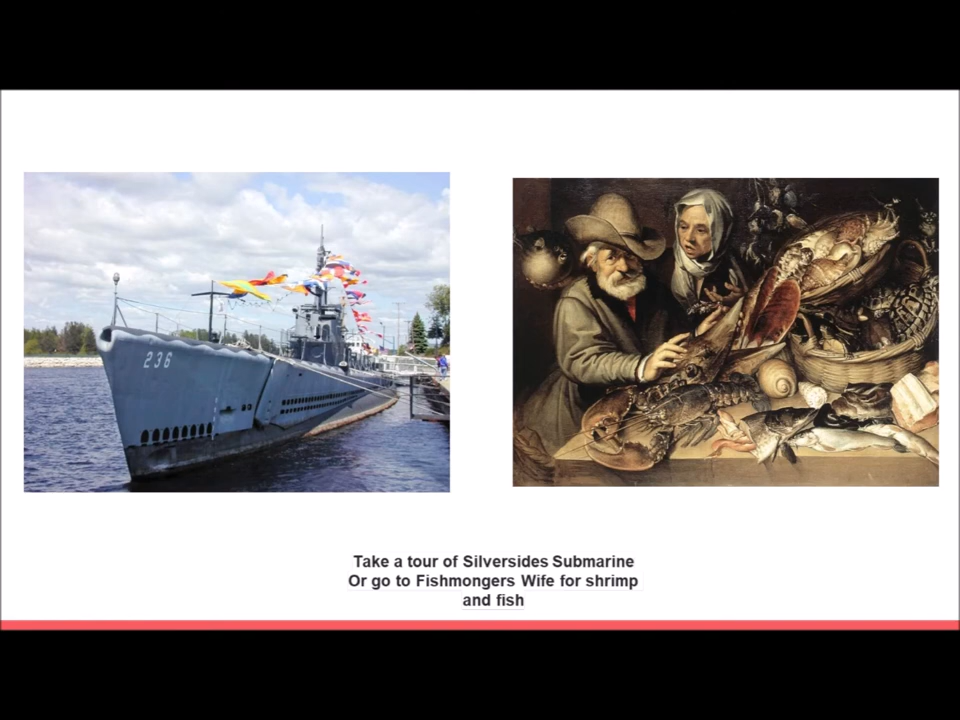 236
Take a tour of Silversides Submarine
Or go to Fishmongers Wife for shrimp
and fish